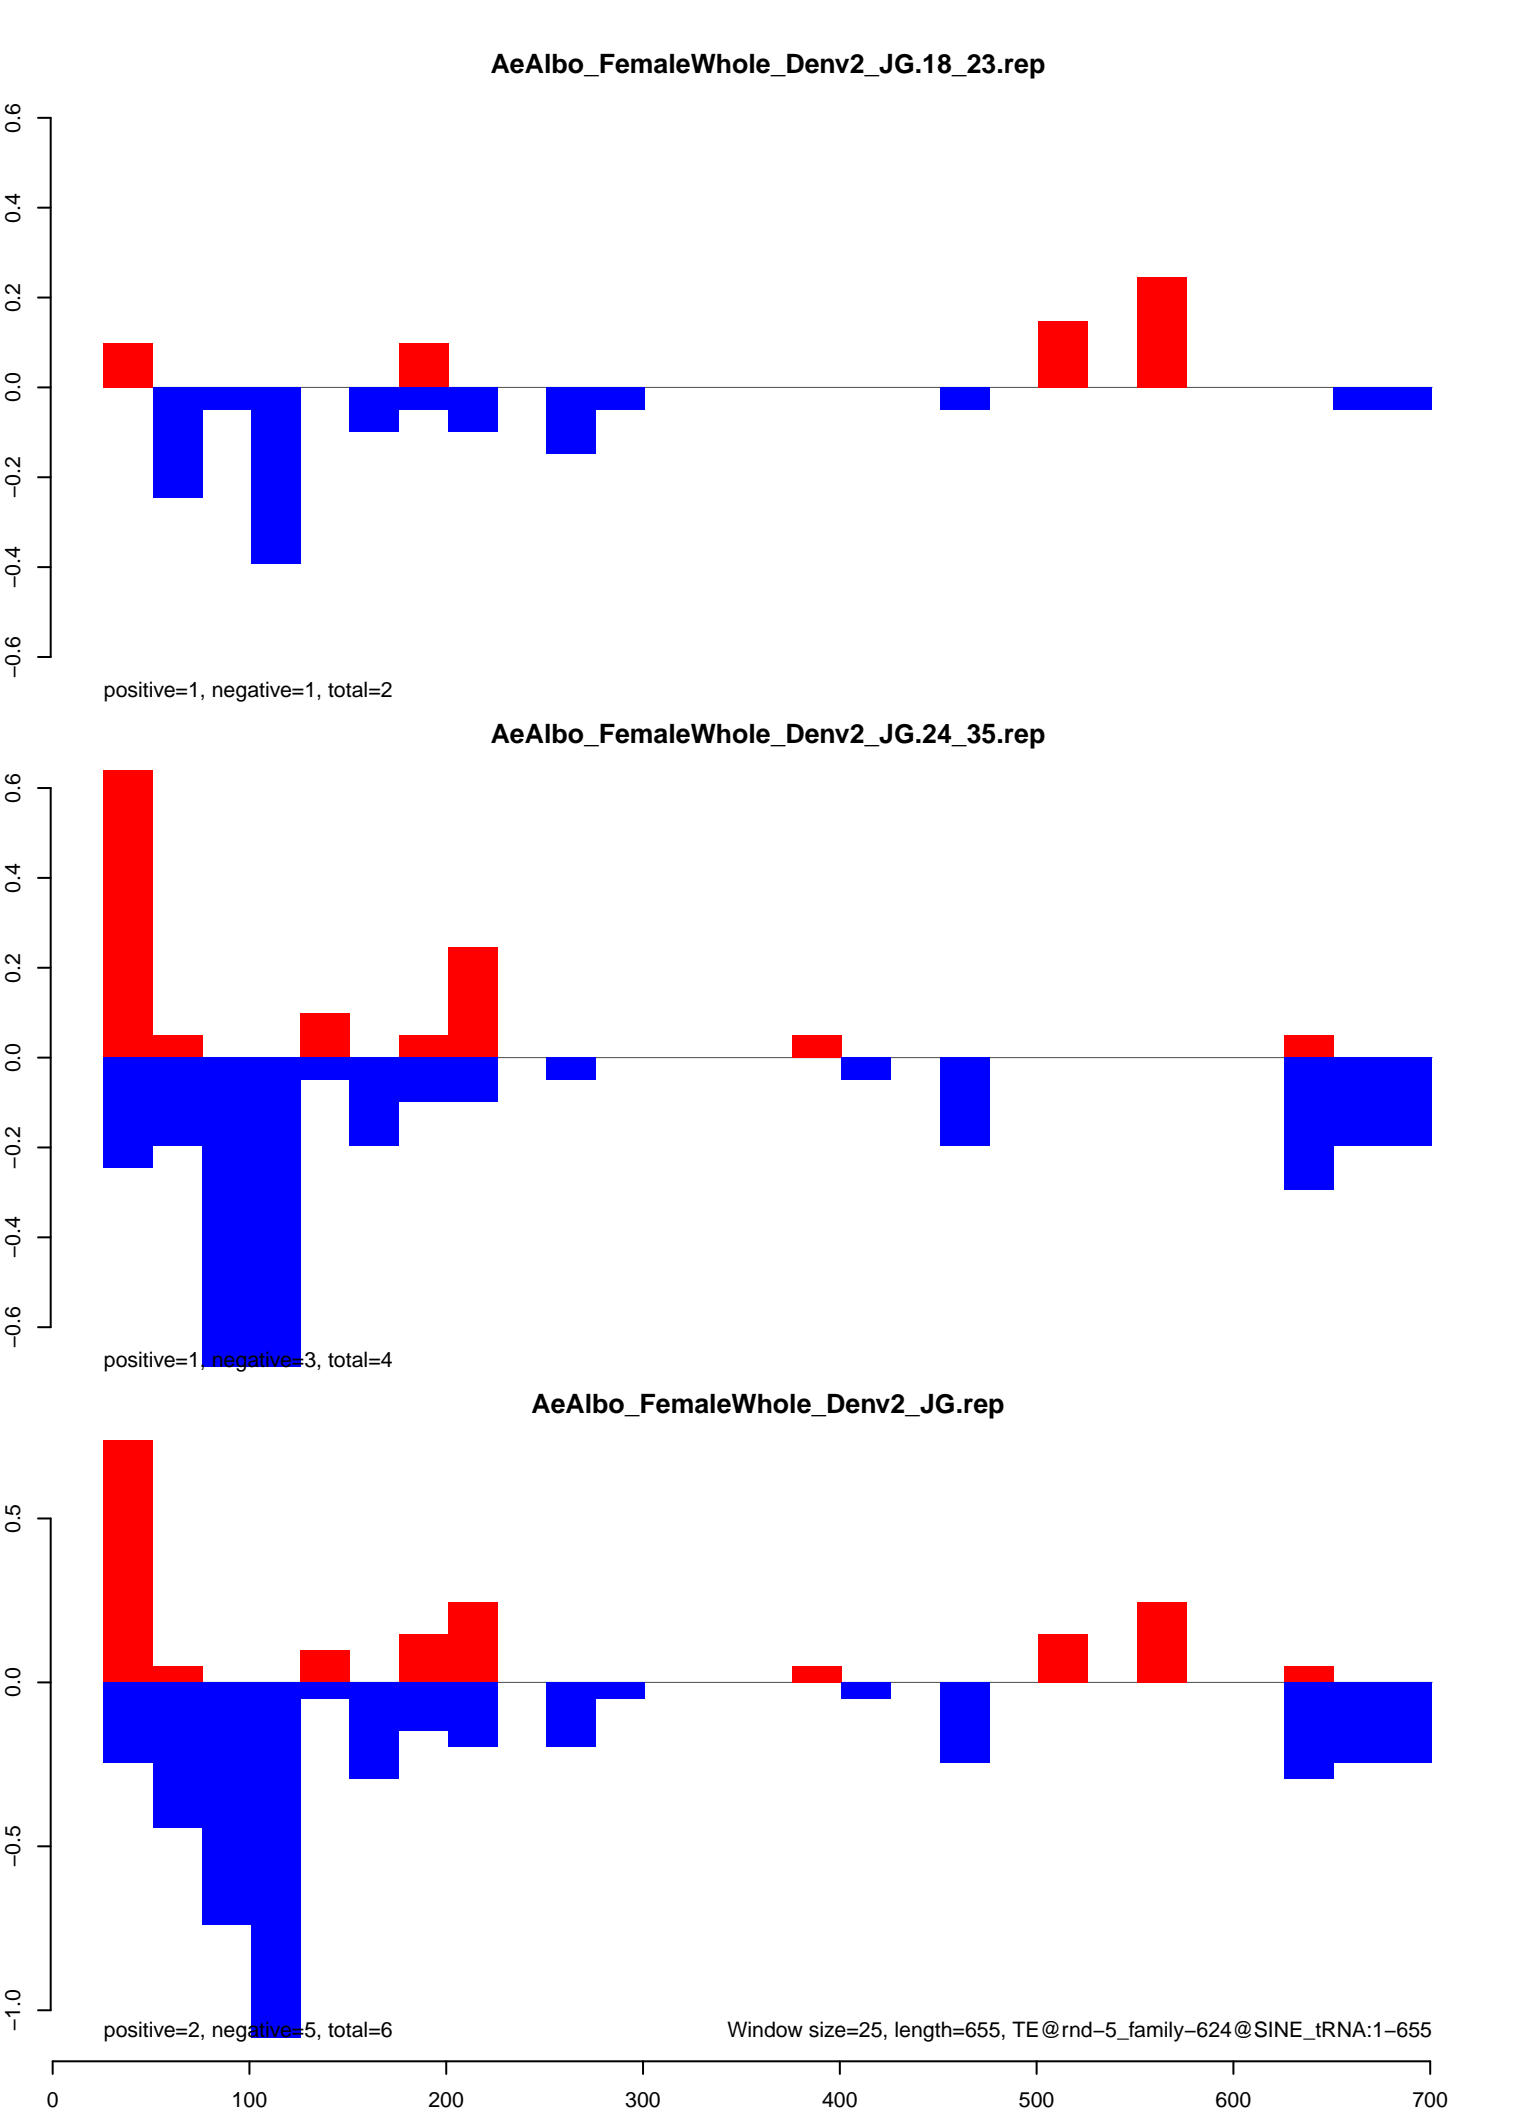 AeAlbo_FemaleWhole_Denv2_JG.18_23.rep
0.6
0.4
0.2
0.0
−0.2
−0.4
−0.6
positive=1, negative=1, total=2
AeAlbo_FemaleWhole_Denv2_JG.24_35.rep
0.6
0.4
0.2
0.0
−0.2
−0.4
−0.6
positive=1, negative=3, total=4
AeAlbo_FemaleWhole_Denv2_JG.rep
0.5
0.0
−0.5
−1.0
positive=2, negative=5, total=6
Window size=25, length=655, TE@rnd−5_family−624@SINE_tRNA:1−655
0 100 200 300 400 500 600 700